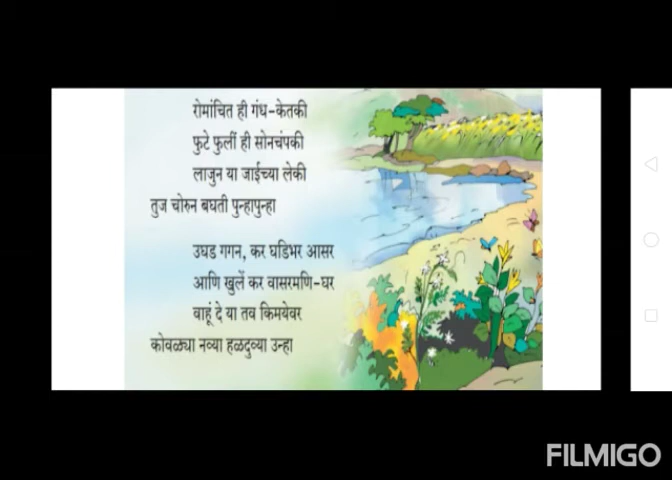 रोमांचित ही गंध-केतकी
फुटे फुलीं ही सोनचंपकी
लाजुन या जाईच्या लेकी
तुज चोरुन बघती पुन्हापुन्हा
उघड गगन, कर घडिभर आसर
आणि खुलें कर वासरमणि-घर
वाहूं दे या तव किमयेवर
कोवळ्या नव्या हळदुव्या उन्हा
FILMIGO